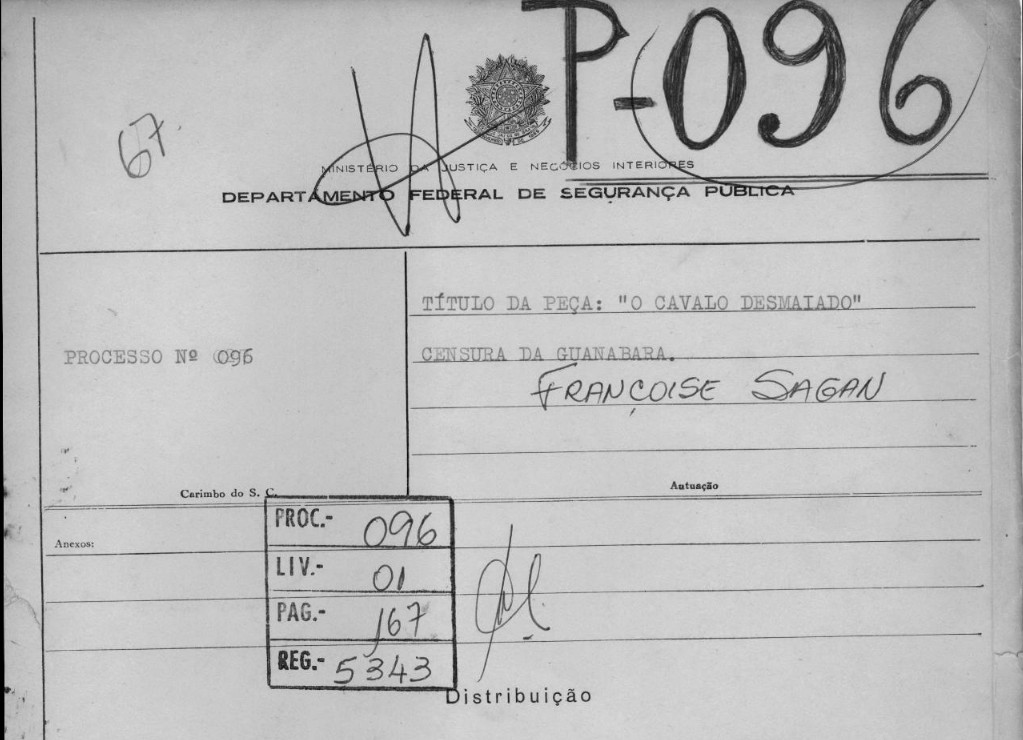 P-096
67
MINISTÉRIO DA JUSTIÇA E NEGÓCIOS INTERIORES
DEPARTAMENTO FEDERAL DE SEGURANÇA PÚBLICA
PROCESSO Nº 096
TÍTULO DA PEÇA: "O CAVALO DESMAIADO"
CENSURA DA GUANABARA.
FRANÇOISE SAGAN
Carimbo do S. C.
Autuação
Anexos:
PROC.- 096
LIV.- 01
PAG.- 167
REG.- 5343
Distribuição